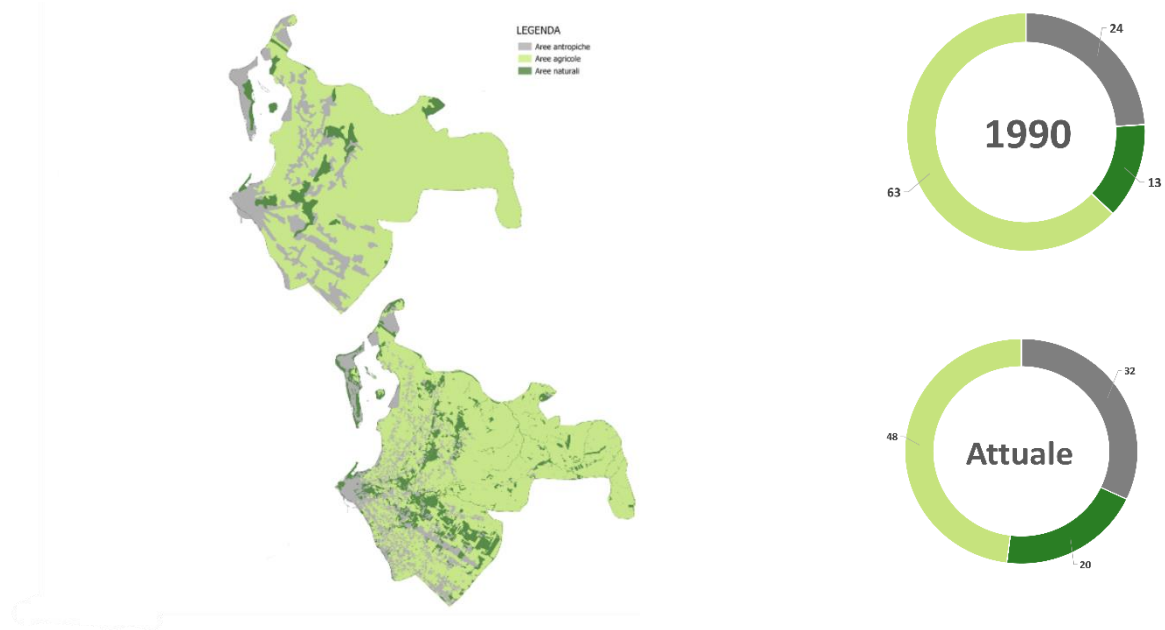 LEGENDA
Aree antropiche
Aree agricole
Aree naturali
24
1990
63
13
32
48
Attuale
20